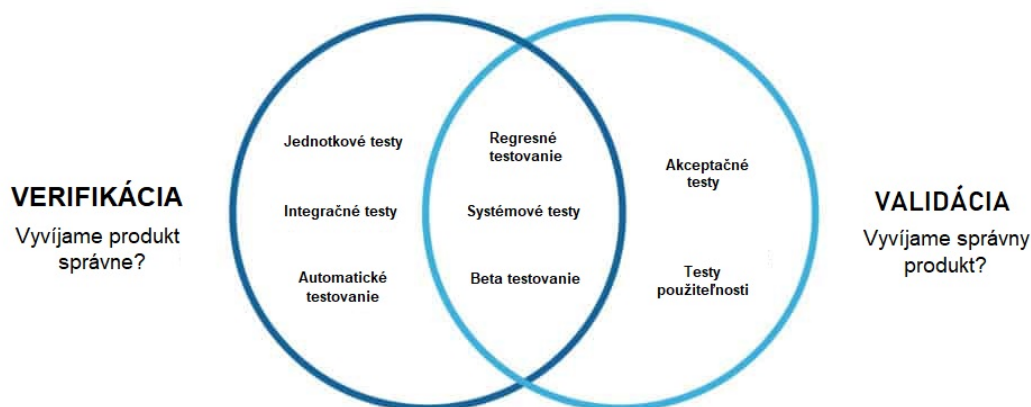 VERIFIKÁCIA
Vyvíjame produkt
správne?
Jednotkové testy
Integračné testy
Automatické
testovanie
Regresné
testovanie
Systémové testy
Beta testovanie
Akceptačné
testy
Testy
použiteľnosti
VALIDÁCIA
Vyvíjame správny
produkt?